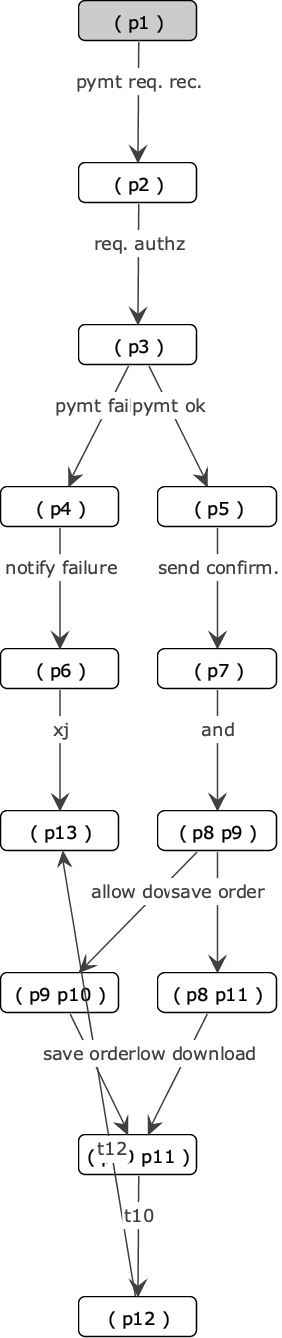 ( p1 )
pymt req. rec.
( p2 )
req. authz
( p3 )
pymt fai pymt ok
( p4 ) ( p5 )
notify failure send confirm.
( p6 ) ( p7 )
xj and
( p13 ) ( p8 p9 )
allow dov save order
( p9 p10 ) ( p8 p11 )
save order low download
t12 p11 )
t10
( p12 )